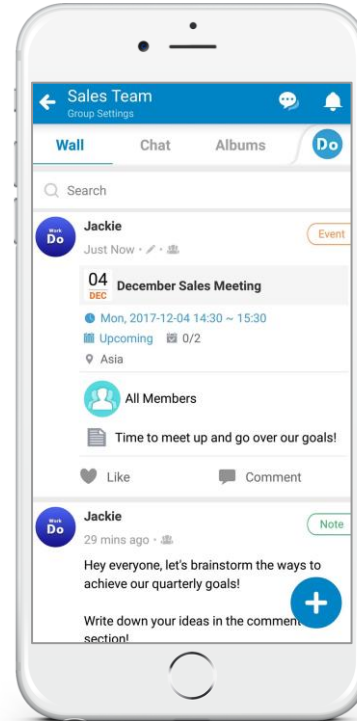 Sales Team
Group Settings
Wall Chat Albums Do
Search
Work
Do
Jackie
Event
Just Now
04
DEC
December Sales Meeting
Mon, 2017-12-04 14:30 ~ 15:30
Upcoming 0/2
Asia
All Members
Time to meet up and go over our goals!
Like Comment
Work
Do
Jackie
Note
29 mins ago
Hey everyone, let's brainstorm the ways to
achieve our quarterly goals!
Write down your ideas in the comment
section!